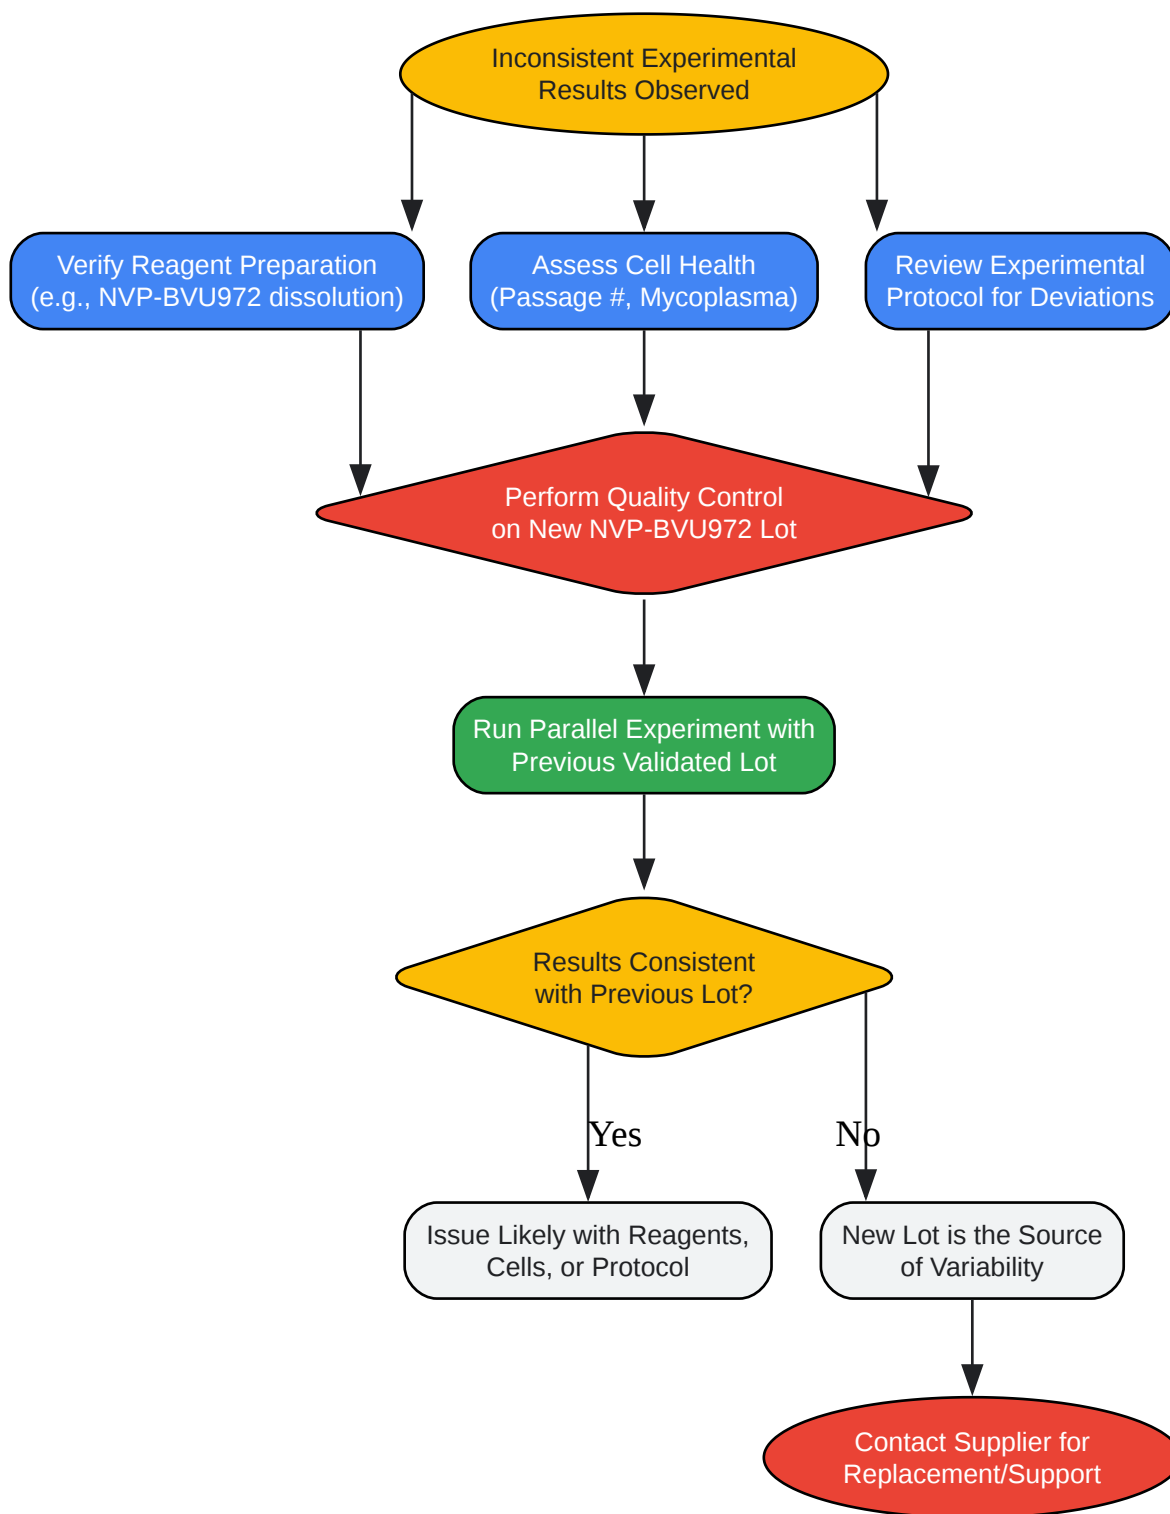 Inconsistent Experimental
Results Observed
Verify Reagent Preparation
(e.g., NVP-BVU972 dissolution)
Assess Cell Health
(Passage #, Mycoplasma)
Review Experimental
Protocol for Deviations
Perform Quality Control
on New NVP-BVU972 Lot
Run Parallel Experiment with
Previous Validated Lot
Results Consistent
with Previous Lot?
Yes
No
Issue Likely with Reagents,
Cells, or Protocol
New Lot is the Source
of Variability
Contact Supplier for
Replacement/Support